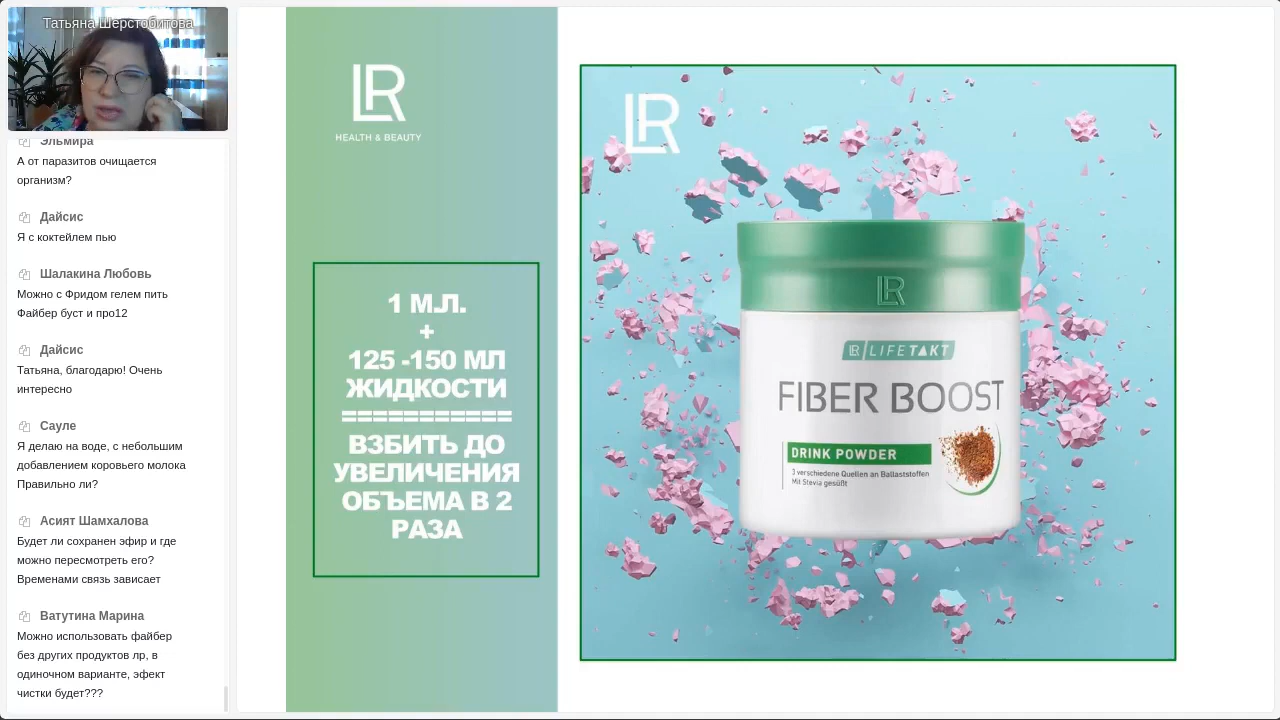 Татьяна Шерстобитова
Эльмира
А от паразитов очищается
организм?
Дайсис
Я с коктейлем пью
Шалакина Любовь
Можно с Фридом гелем пить
Файбер буст и про12
Дайсис
Татьяна, благодарю! Очень
интересно
Сауле
Я делаю на воде, с небольшим
добавлением коровьего молока
Правильно ли?
Асият Шамхалова
Будет ли сохранен эфир и где
можно пересмотреть его?
Временами связь зависает
Ватутина Марина
Можно использовать файбер
без других продуктов лр, в
одиночном варианте, эфект
чистки будет???
LR
HEALTH & BEAUTY
1 М.Л.
+
125 -150 МЛ
ЖИДКОСТИ
===========
ВЗБИТЬ ДО
УВЕЛИЧЕНИЯ
ОБЪЕМА В 2
РАЗА
LR
LR
LR LIFETAKT
FIBER BOOST
DRINK POWDER
3 verschiedene Quellen an Ballaststoffen
Mit Stevia gesüßt